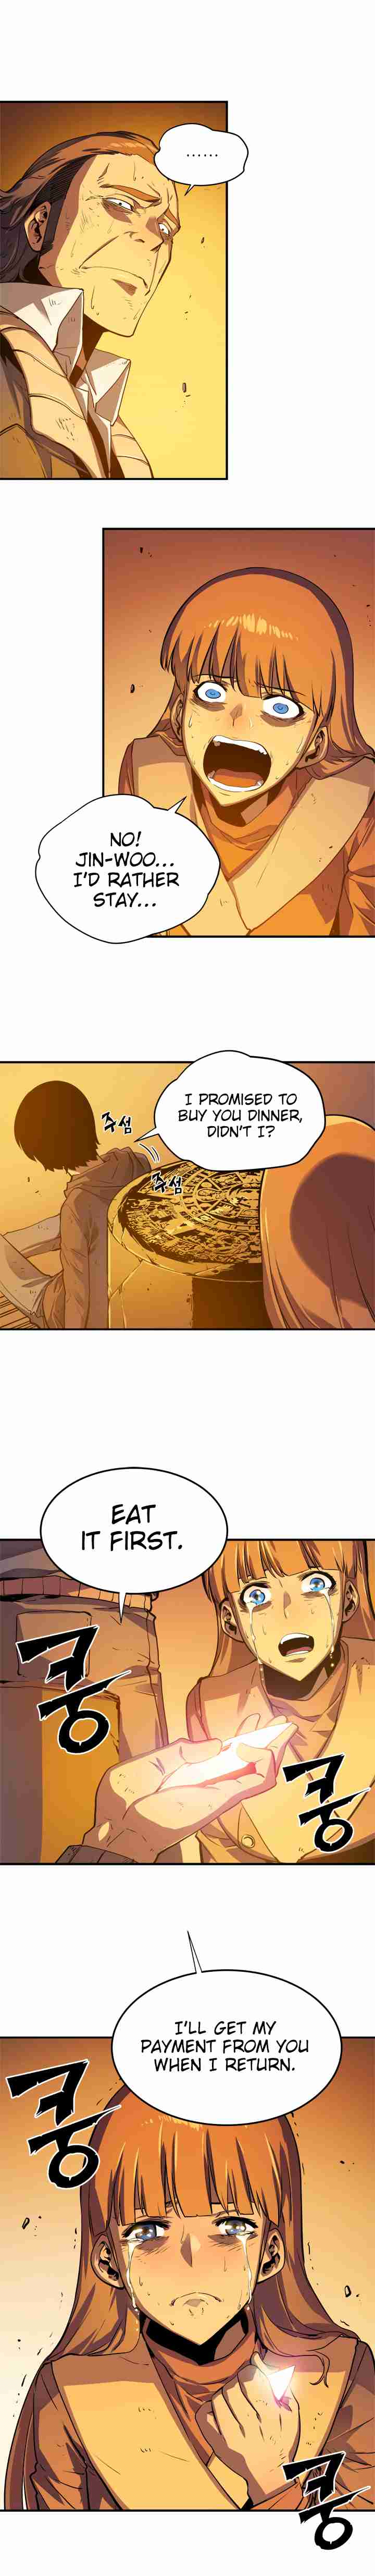 ......
NO!
JIN-WOO...
I'D RATHER
STAY...
I PROMISED TO
BUY YOU DINNER,
DIDN'T I?
주섬
주섬
EAT
IT FIRST.
쿵
쿵
I'LL GET MY
PAYMENT FROM YOU
WHEN I RETURN.
쿵
쿵